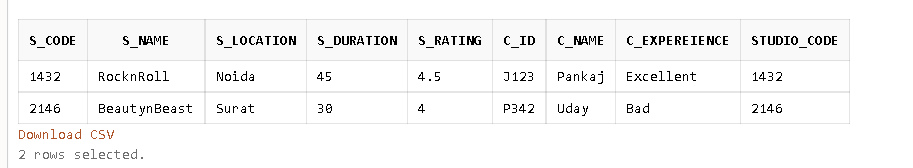 S_CODE S_NAME S_LOCATION S_DURATION S_RATING C_ID C_NAME C_EXPEREIENCE STUDIO_CODE
1432 RocknRoll Noida 45 4.5 J123 Pankaj Excellent 1432
2146 BeautynBeast Surat 30 4 P342 Uday Bad 2146
Download CSV
2 rows selected.